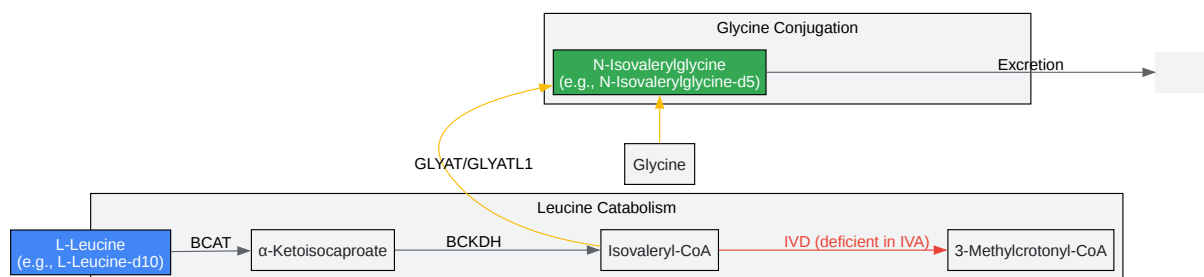 Glycine Conjugation
N-Isovalerylglycine
(e.g., N-Isovalerylglycine-d5)
Excretion
GLYAT/GLYATL1
Glycine
Leucine Catabolism
L-Leucine
(e.g., L-Leucine-d10)
BCAT
α-Ketoisocaproate
BCKDH
Isovaleryl-CoA
IVD (deficient in IVA)
3-Methylcrotonyl-CoA